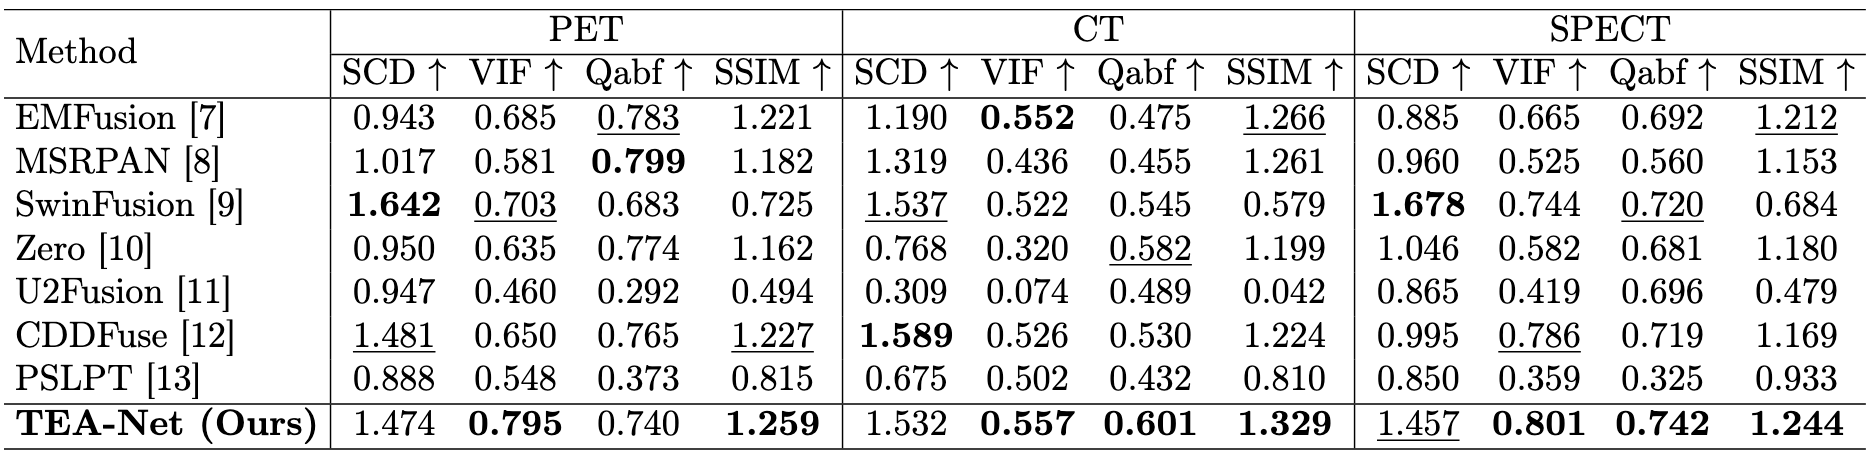 Method PET CT SPECT
SCD ↑ VIF ↑ Qabf ↑ SSIM ↑ SCD ↑ VIF ↑ Qabf ↑ SSIM ↑ SCD ↑ VIF ↑ Qabf ↑ SSIM ↑
EMFusion [7] 0.943 0.685 0.783 1.221 1.190 0.552 0.475 1.266 0.885 0.665 0.692 1.212
MSRPAN [8] 1.017 0.581 0.799 1.182 1.319 0.436 0.455 1.261 0.960 0.525 0.560 1.153
SwinFusion [9] 1.642 0.703 0.683 0.725 1.537 0.522 0.545 0.579 1.678 0.744 0.720 0.684
Zero [10] 0.950 0.635 0.774 1.162 0.768 0.320 0.582 1.199 1.046 0.582 0.681 1.180
U2Fusion [11] 0.947 0.460 0.292 0.494 0.309 0.074 0.489 0.042 0.865 0.419 0.696 0.479
CDDFuse [12] 1.481 0.650 0.765 1.227 1.589 0.526 0.530 1.224 0.995 0.786 0.719 1.169
PSLPT [13] 0.888 0.548 0.373 0.815 0.675 0.502 0.432 0.810 0.850 0.359 0.325 0.933
TEA-Net (Ours) 1.474 0.795 0.740 1.259 1.532 0.557 0.601 1.329 1.457 0.801 0.742 1.244